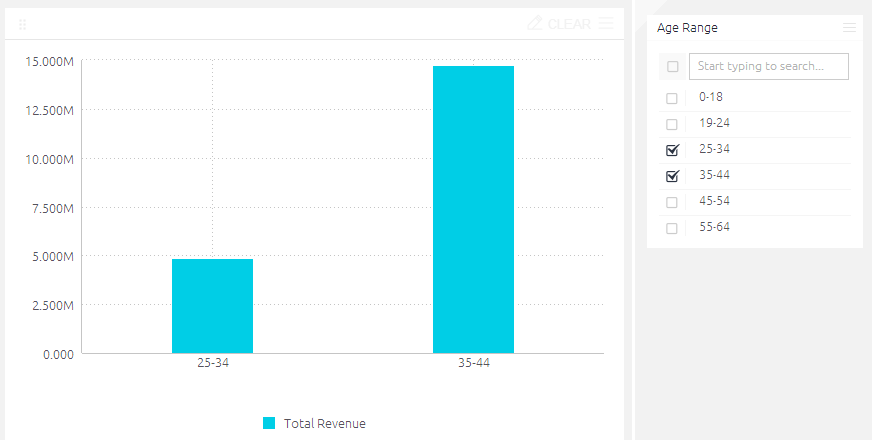 CLEAR
15.000M
12.500M
10.000M
7.500M
5.000M
2.500M
0.000
25-34
35-44
Total Revenue
Age Range
Start typing to search...
0-18
19-24
25-34
35-44
45-54
55-64